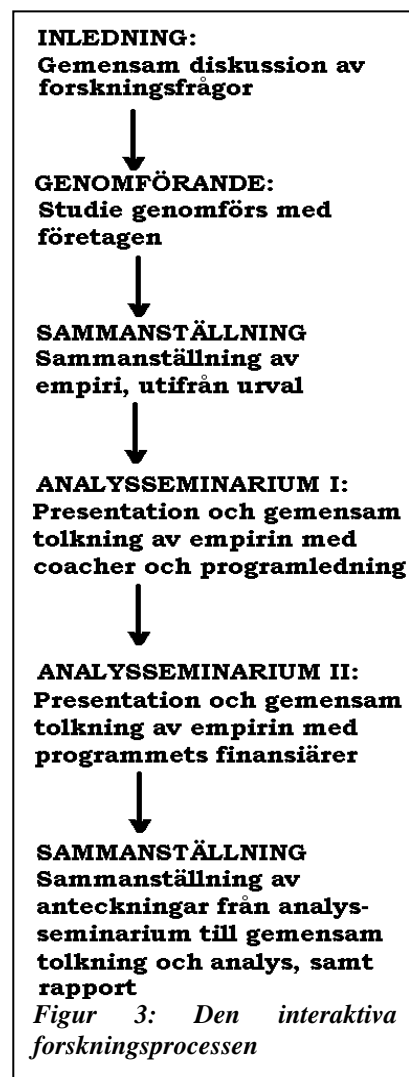 INLEDNING:
Gemensam diskussion av
forskningsfrågor
GENOMFÖRANDE:
Studie genomförs med
företagen
SAMMANSTÄLLNING
Sammanställning av
empiri, utifrån urval
ANALYSSEMINARIUM I:
Presentation och gemensam
tolkning av empirin med
coacher och programledning
ANALYSSEMINARIUM II:
Presentation och gemensam
tolkning av empirin med
programmets finansiärer
SAMMANSTÄLLNING
Sammanställning av
anteckningar från analys-
seminarium till gemensam
tolkning och analys, samt
rapport
Figur 3: Den interaktiva
forskningsprocessen